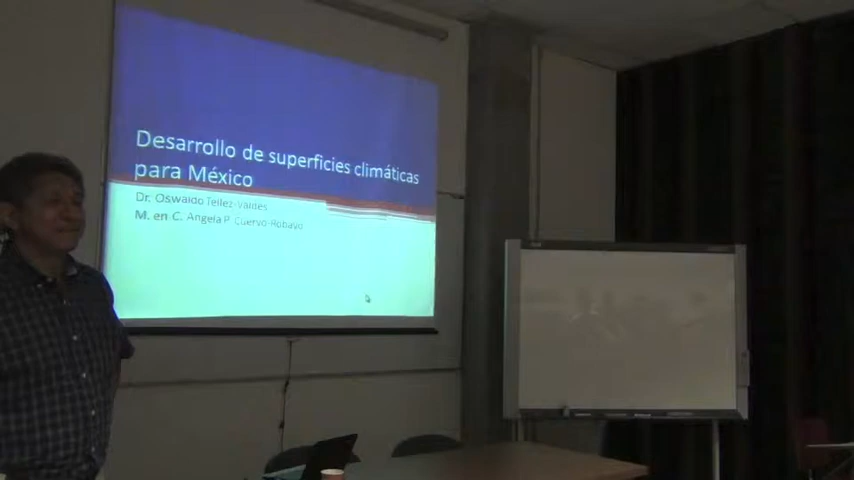 Desarrollo de superficies climáticas
para México
Dr. Oswaldo Tellez-Valdes
M. en C. Angela P. Cuervo-Robayo